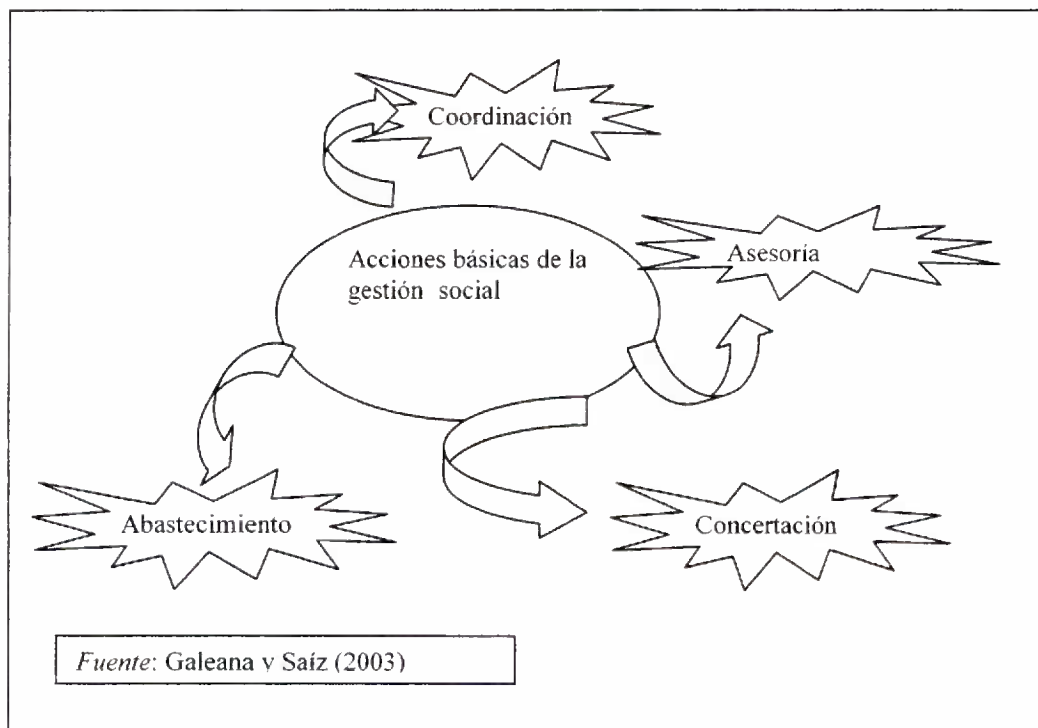 Coordinación
Acciones básicas de la
gestión social
Asesoría
Abastecimiento
Concertación
Fuente: Galeana y Saíz (2003)